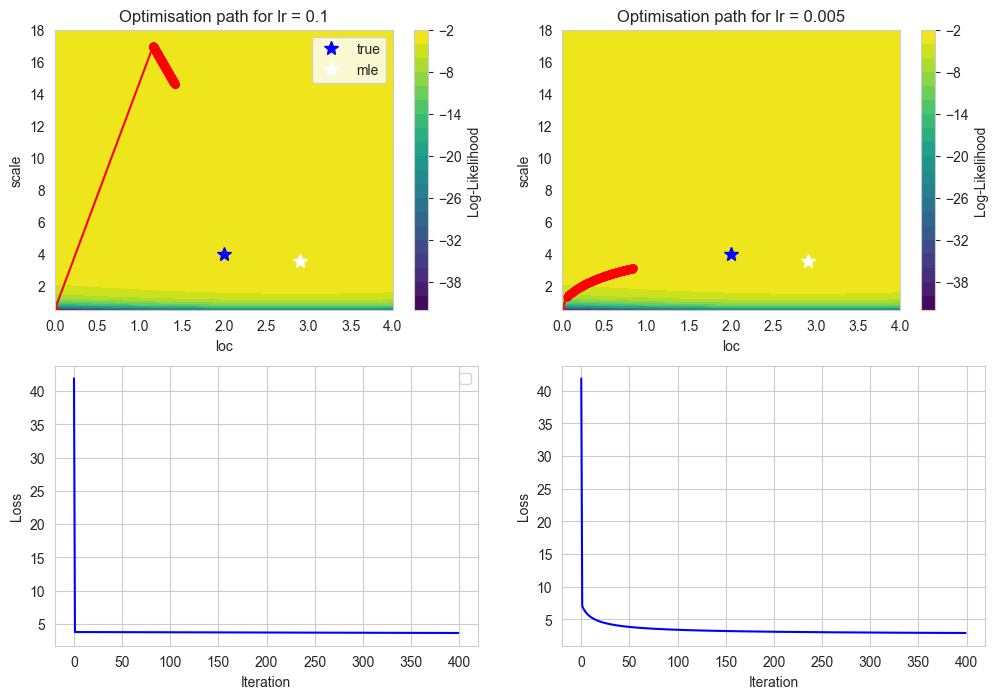 Optimisation path for lr = 0.1
18
16
14
12
10
8
6
4
2
scale
0.0 0.5 1.0 1.5 2.0 2.5 3.0 3.5 4.0
loc
true
mle
−2
−8
−14
−20
−26
−32
−38
Log-Likelihood
Optimisation path for lr = 0.005
18
16
14
12
10
8
6
4
2
scale
0.0 0.5 1.0 1.5 2.0 2.5 3.0 3.5 4.0
loc
−2
−8
−14
−20
−26
−32
−38
Log-Likelihood
40
35
30
25
20
15
10
5
Loss
0 50 100 150 200 250 300 350 400
Iteration
40
35
30
25
20
15
10
5
Loss
0 50 100 150 200 250 300 350 400
Iteration